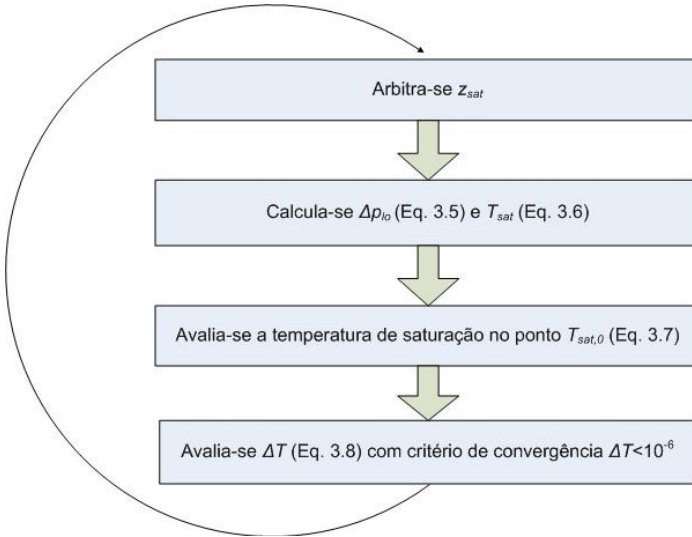 Arbitra-se z_sat
Calcula-se Δp_lo (Eq. 3.5) e T_sat (Eq. 3.6)
Avalia-se a temperatura de saturação no ponto T_sat,0 (Eq. 3.7)
Avalia-se ΔT (Eq. 3.8) com critério de convergência ΔT<10⁻⁶